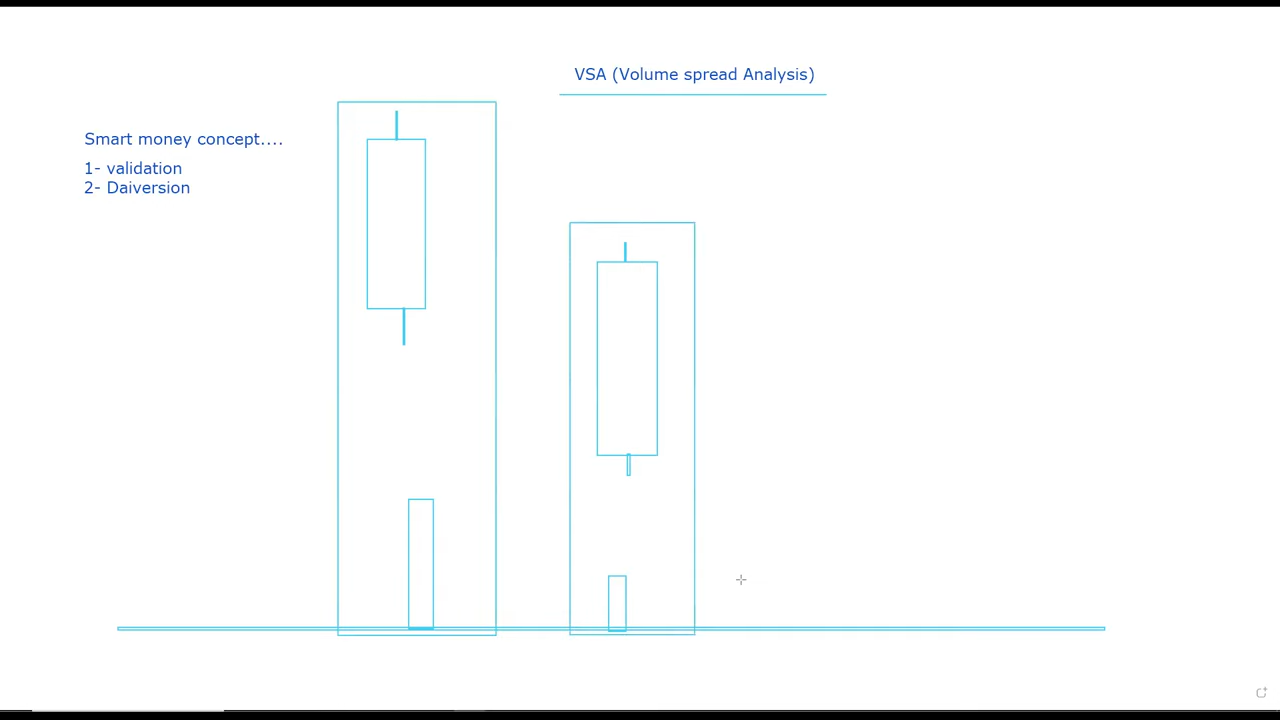 VSA (Volume spread Analysis)
Smart money concept....
1- validation
2- Daiversion